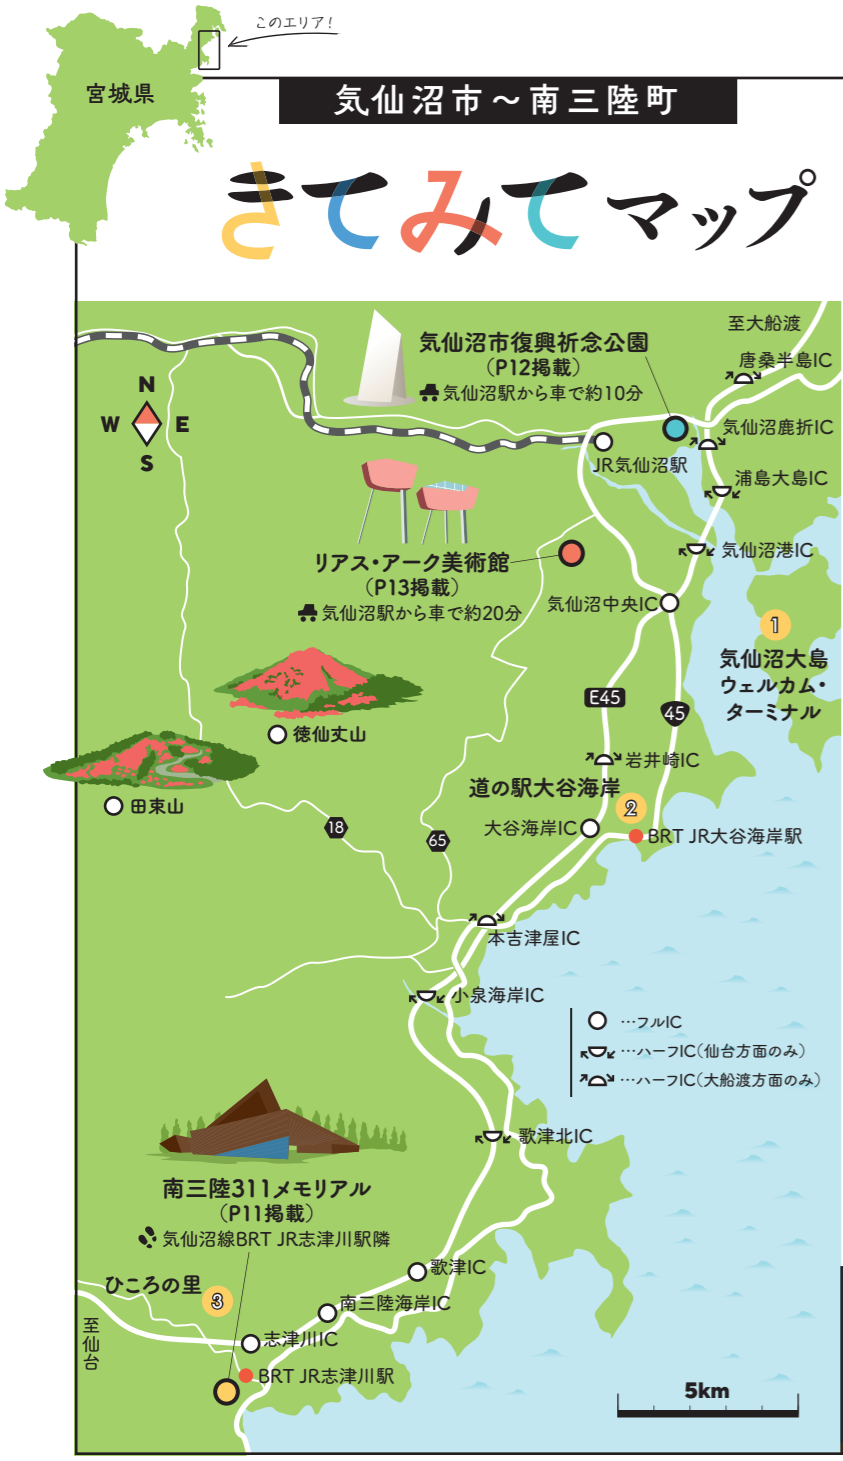 このエリア!
宮城県
気仙沼市〜南三陸町
きてみてマップ
至大船渡
気仙沼市復興祈念公園
(P12掲載)
気仙沼駅から車で約10分
唐桑半島IC
N
W E
S
気仙沼鹿折IC
JR気仙沼駅
浦島大島IC
気仙沼港IC
リアス・アーク美術館
(P13掲載)
気仙沼駅から車で約20分
気仙沼中央IC
1
気仙沼大島
ウェルカム・
ターミナル
E45
45
徳仙丈山
岩井崎IC
道の駅大谷海岸
2
田束山
18
65
大谷海岸IC
BRT JR大谷海岸駅
本吉津屋IC
小泉海岸IC
…フルIC
…ハーフIC(仙台方面のみ)
…ハーフIC(大船渡方面のみ)
歌津北IC
南三陸311メモリアル
(P11掲載)
気仙沼線BRT JR志津川駅隣
歌津IC
ひころの里
3
南三陸海岸IC
至仙台
志津川IC
BRT JR志津川駅
5km